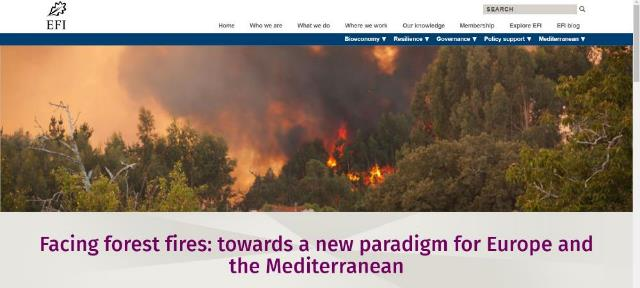 EFI
SEARCH
Home Who we are What we do Where we work Our knowledge Membership Explore EFI EFI blog
Bioeconomy ▼ Resilience ▼ Governance ▼ Policy support ▼ Mediterranean ▼
Facing forest fires: towards a new paradigm for Europe and
the Mediterranean